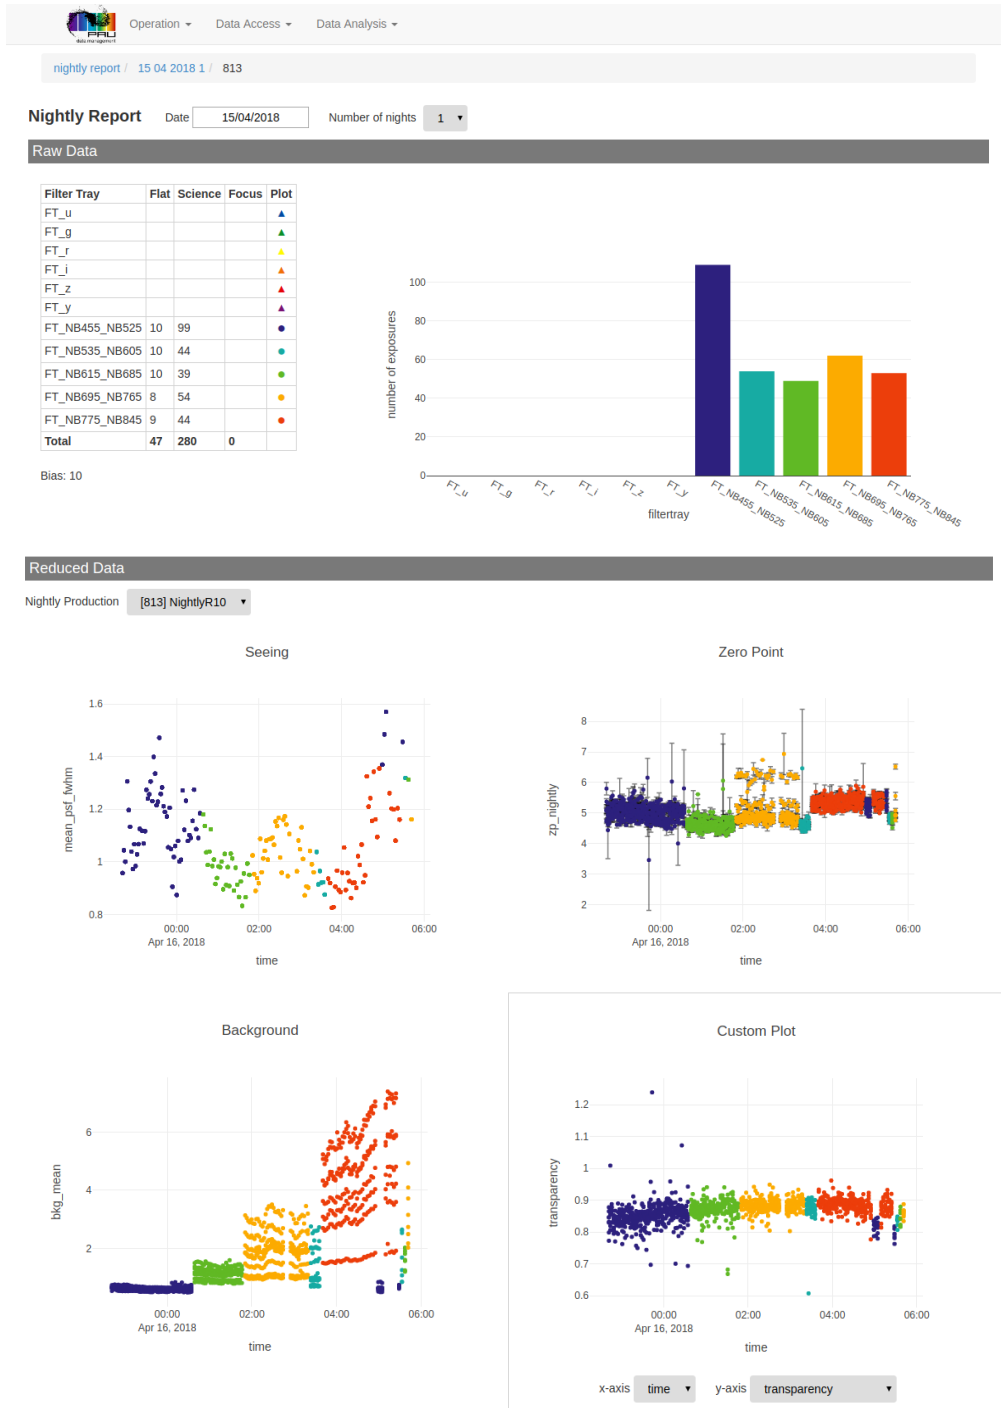 PAU
data management
Operation Data Access Data Analysis
nightly report / 15 04 2018 1 / 813
Nightly Report Date 15/04/2018 Number of nights 1
Raw Data
Filter Tray Flat Science Focus Plot
FT_u
FT_g
FT_r
FT_i
FT_z
FT_y
FT_NB455_NB525 10 99
FT_NB535_NB605 10 44
FT_NB615_NB685 10 39
FT_NB695_NB765 8 54
FT_NB775_NB845 9 44
Total 47 280 0
Bias: 10
number of exposures
100
80
60
40
20
0
FT_u FT_g FT_r FT_i FT_z FT_y FT_NB455_NB525 FT_NB535_NB605 FT_NB615_NB685 FT_NB695_NB765 FT_NB775_NB845
filtertray
Reduced Data
Nightly Production [813] NightlyR10
Seeing
mean_psf_fwhm
1.6
1.4
1.2
1
0.8
00:00 02:00 04:00 06:00
Apr 16, 2018
time
Zero Point
zp_nightly
8
7
6
5
4
3
2
00:00 02:00 04:00 06:00
Apr 16, 2018
time
Background
bkg_mean
6
4
2
00:00 02:00 04:00 06:00
Apr 16, 2018
time
Custom Plot
transparency
1.2
1.1
1
0.9
0.8
0.7
0.6
00:00 02:00 04:00 06:00
Apr 16, 2018
time
x-axis time y-axis transparency